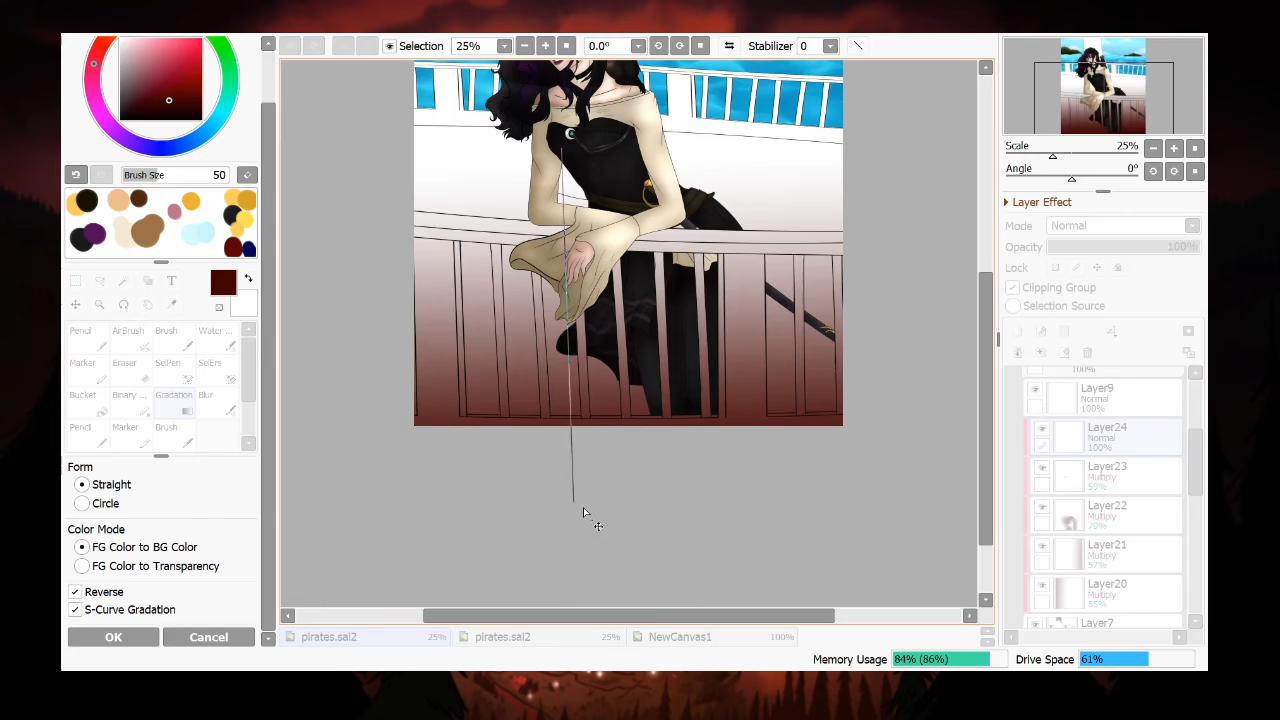 Selection 25% 0.0° Stabilizer 0
Brush Size 50
T
Pencil AirBrush Brush Water ...
Marker Eraser SelPen SelErs
Bucket Binary ... Gradation Blur
Pencil Marker Brush
Form
Straight
Circle
Color Mode
FG Color to BG Color
FG Color to Transparency
Reverse
S-Curve Gradation
OK Cancel
pirates.sai2 25% pirates.sai2 25% NewCanvas1 100%
Memory Usage 84% (86%) Drive Space 61%
Scale 25%
Angle 0°
Layer Effect
Mode Normal
Opacity 100%
Lock
Clipping Group
Selection Source
100%
Layer9
Normal
100%
Layer24
Normal
100%
Layer23
Multiply
59%
Layer22
Multiply
79%
Layer21
Multiply
57%
Layer20
Multiply
55%
Layer7